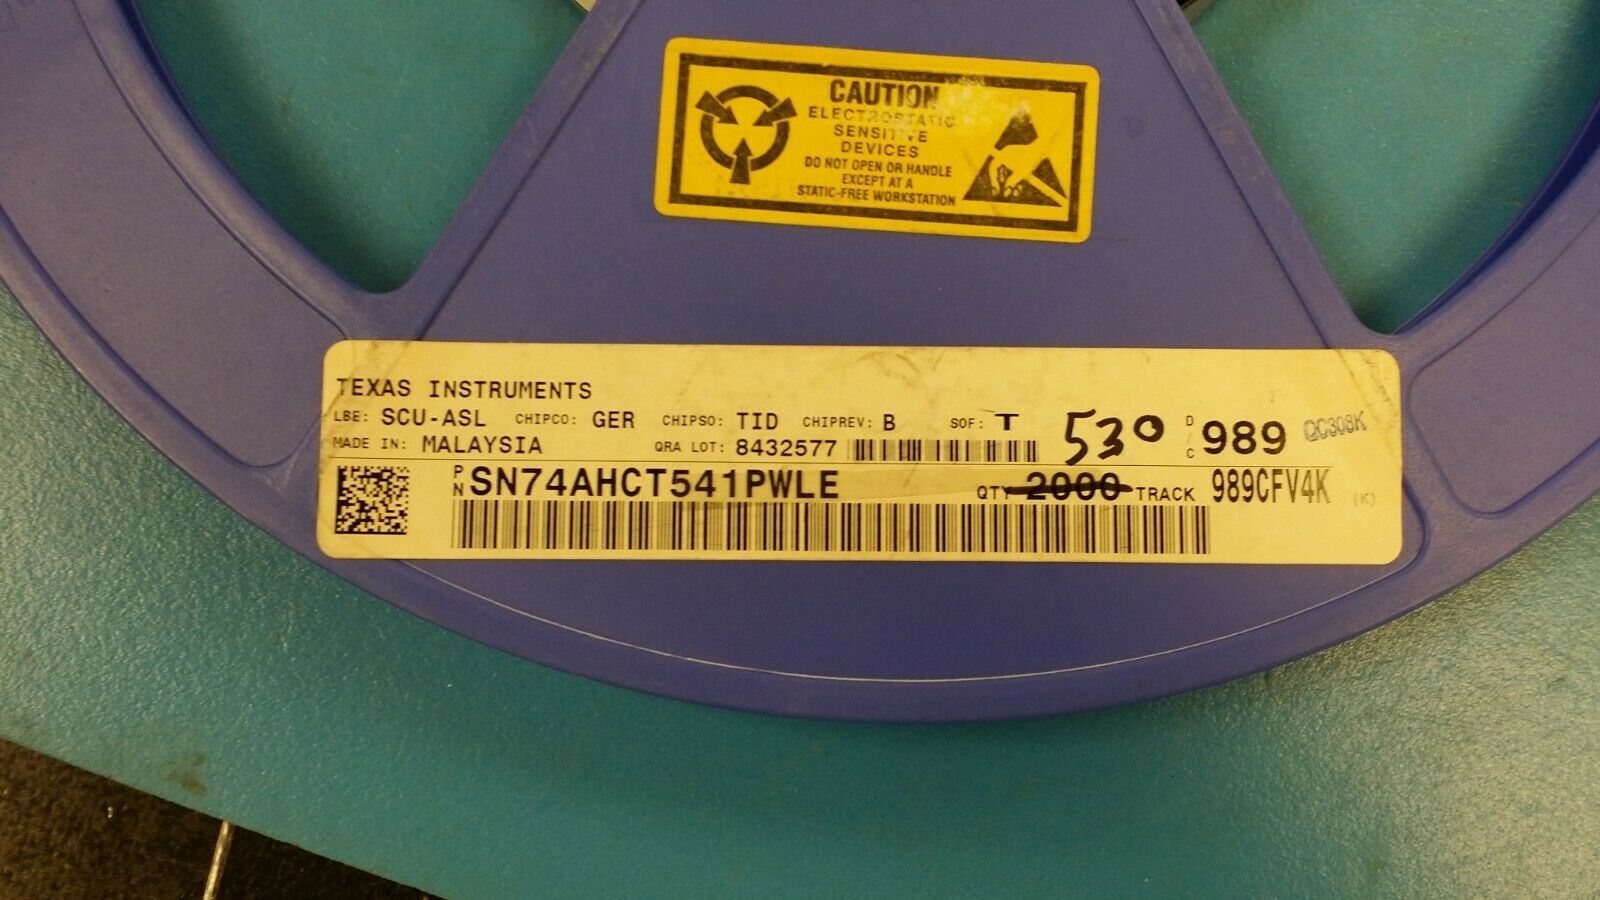 CAUTION
ELECTROSTATIC
SENSITIVE
DEVICES
DO NOT OPEN OR HANDLE
EXCEPT AT A
STATIC-FREE WORKSTATION
TEXAS INSTRUMENTS
LBE: SCU-ASL CHIPCO: GER CHIPSO: TID CHIPREV: B SOF: T 530 D/C 989 QC308K
MADE IN: MALAYSIA QRA LOT: 8432577
PN SN74AHCT541PWLE QTY 2000 TRACK 989CFV4K (K)